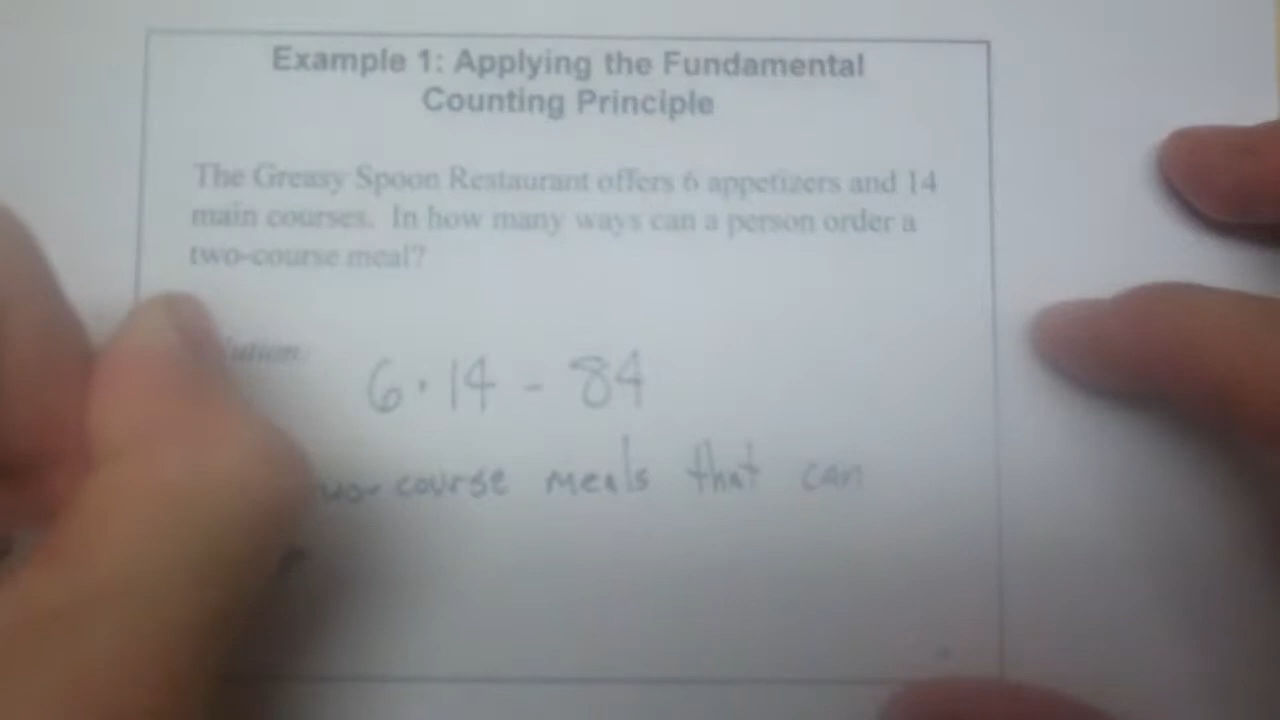 Example 1: Applying the Fundamental
Counting Principle
The Greasy Spoon Restaurant offers 6 appetizers and 14
main courses. In how many ways can a person order a
two-course meal?
6 · 14 - 84
course meals that can